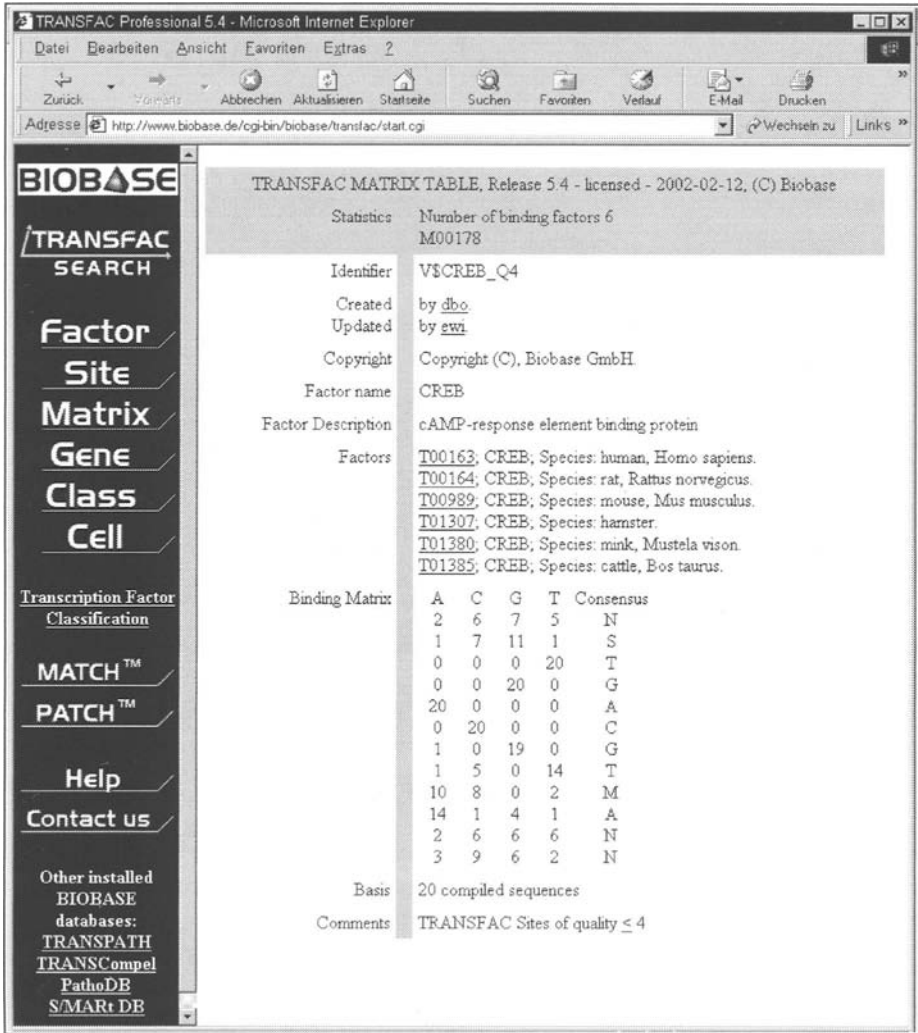 TRANSFAC Professional 5.4 - Microsoft Internet Explorer
Datei Bearbeiten Ansicht Favoriten Extras ?
Zurück Vorwärts Abbrechen Aktualisieren Startseite Suchen Favoriten Verlauf E-Mail Drucken »
Adresse http://www.biobase.de/cgi-bin/biobase/transfac/start.cgi Wechseln zu Links »
BIOBASE
TRANSFAC
SEARCH
Factor
Site
Matrix
Gene
Class
Cell
Transcription Factor
Classification
MATCH™
PATCH™
Help
Contact us
Other installed
BIOBASE
databases:
TRANSPATH
TRANSCompel
PathoDB
S/MARt DB
TRANSFAC MATRIX TABLE, Release 5.4 - licensed - 2002-02-12, (C) Biobase
Statistics Number of binding factors 6
M00178
Identifier V$CREB_Q4
Created by dbo.
Updated by ewi.
Copyright Copyright (C), Biobase GmbH.
Factor name CREB
Factor Description cAMP-response element binding protein
Factors T00163; CREB; Species: human, Homo sapiens.
T00164; CREB; Species: rat, Rattus norvegicus.
T00989; CREB; Species: mouse, Mus musculus.
T01307; CREB; Species: hamster.
T01380; CREB; Species: mink, Mustela vison.
T01385; CREB; Species: cattle, Bos taurus.
Binding Matrix A C G T Consensus
2 6 7 5 N
1 7 11 1 S
0 0 0 20 T
0 0 20 0 G
20 0 0 0 A
0 20 0 0 C
1 0 19 0 G
1 5 0 14 T
10 8 0 2 M
14 1 4 1 A
2 6 6 6 N
3 9 6 2 N
Basis 20 compiled sequences
Comments TRANSFAC Sites of quality ≤ 4